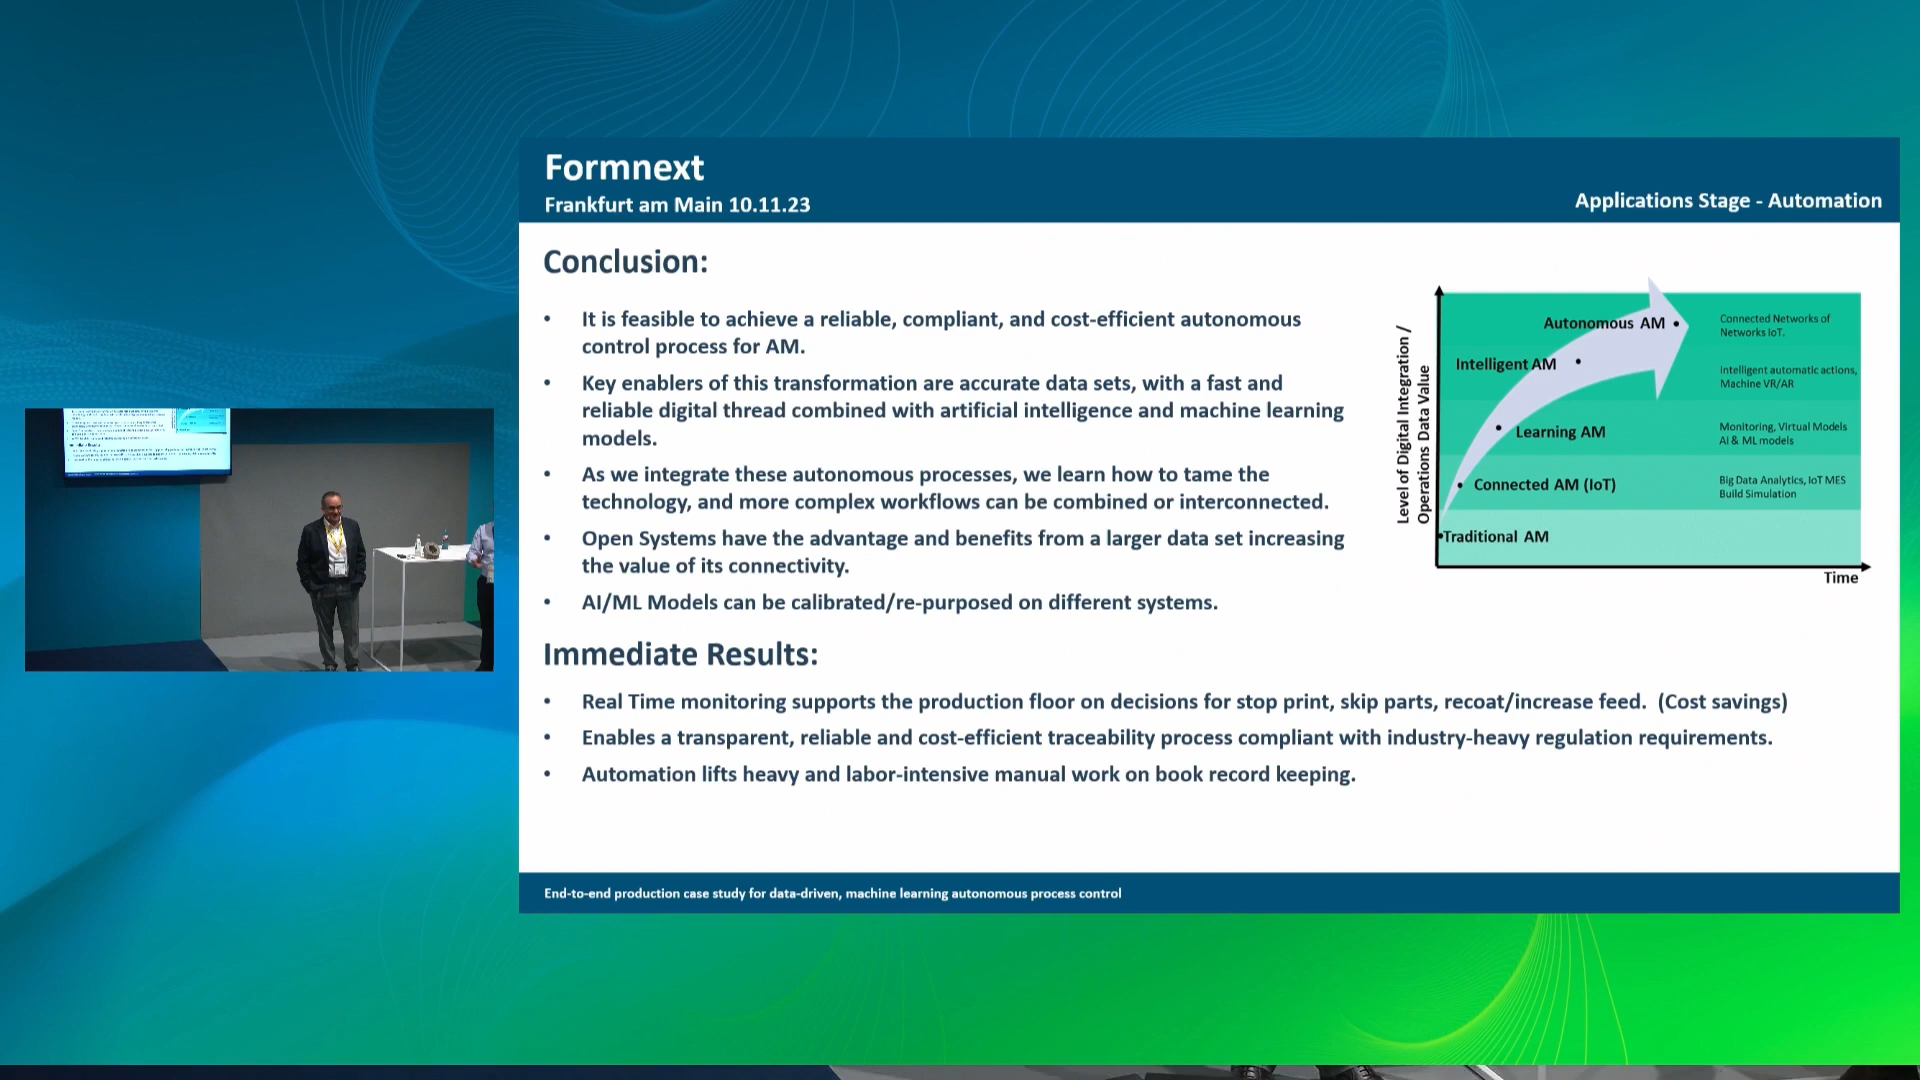 Formnext
Frankfurt am Main 10.11.23
Applications Stage - Automation
Conclusion:
• It is feasible to achieve a reliable, compliant, and cost-efficient autonomous
control process for AM.
• Key enablers of this transformation are accurate data sets, with a fast and
reliable digital thread combined with artificial intelligence and machine learning
models.
• As we integrate these autonomous processes, we learn how to tame the
technology, and more complex workflows can be combined or interconnected.
• Open Systems have the advantage and benefits from a larger data set increasing
the value of its connectivity.
• AI/ML Models can be calibrated/re-purposed on different systems.
Level of Digital Integration /
Operations Data Value
Autonomous AM
Connected Networks of
Networks IoT.
Intelligent AM
Intelligent automatic actions,
Machine VR/AR
Learning AM
Monitoring, Virtual Models
AI & ML models
Connected AM (IoT)
Big Data Analytics, IoT MES
Build Simulation
Traditional AM
Time
Immediate Results:
• Real Time monitoring supports the production floor on decisions for stop print, skip parts, recoat/increase feed. (Cost savings)
• Enables a transparent, reliable and cost-efficient traceability process compliant with industry-heavy regulation requirements.
• Automation lifts heavy and labor-intensive manual work on book record keeping.
End-to-end production case study for data-driven, machine learning autonomous process control